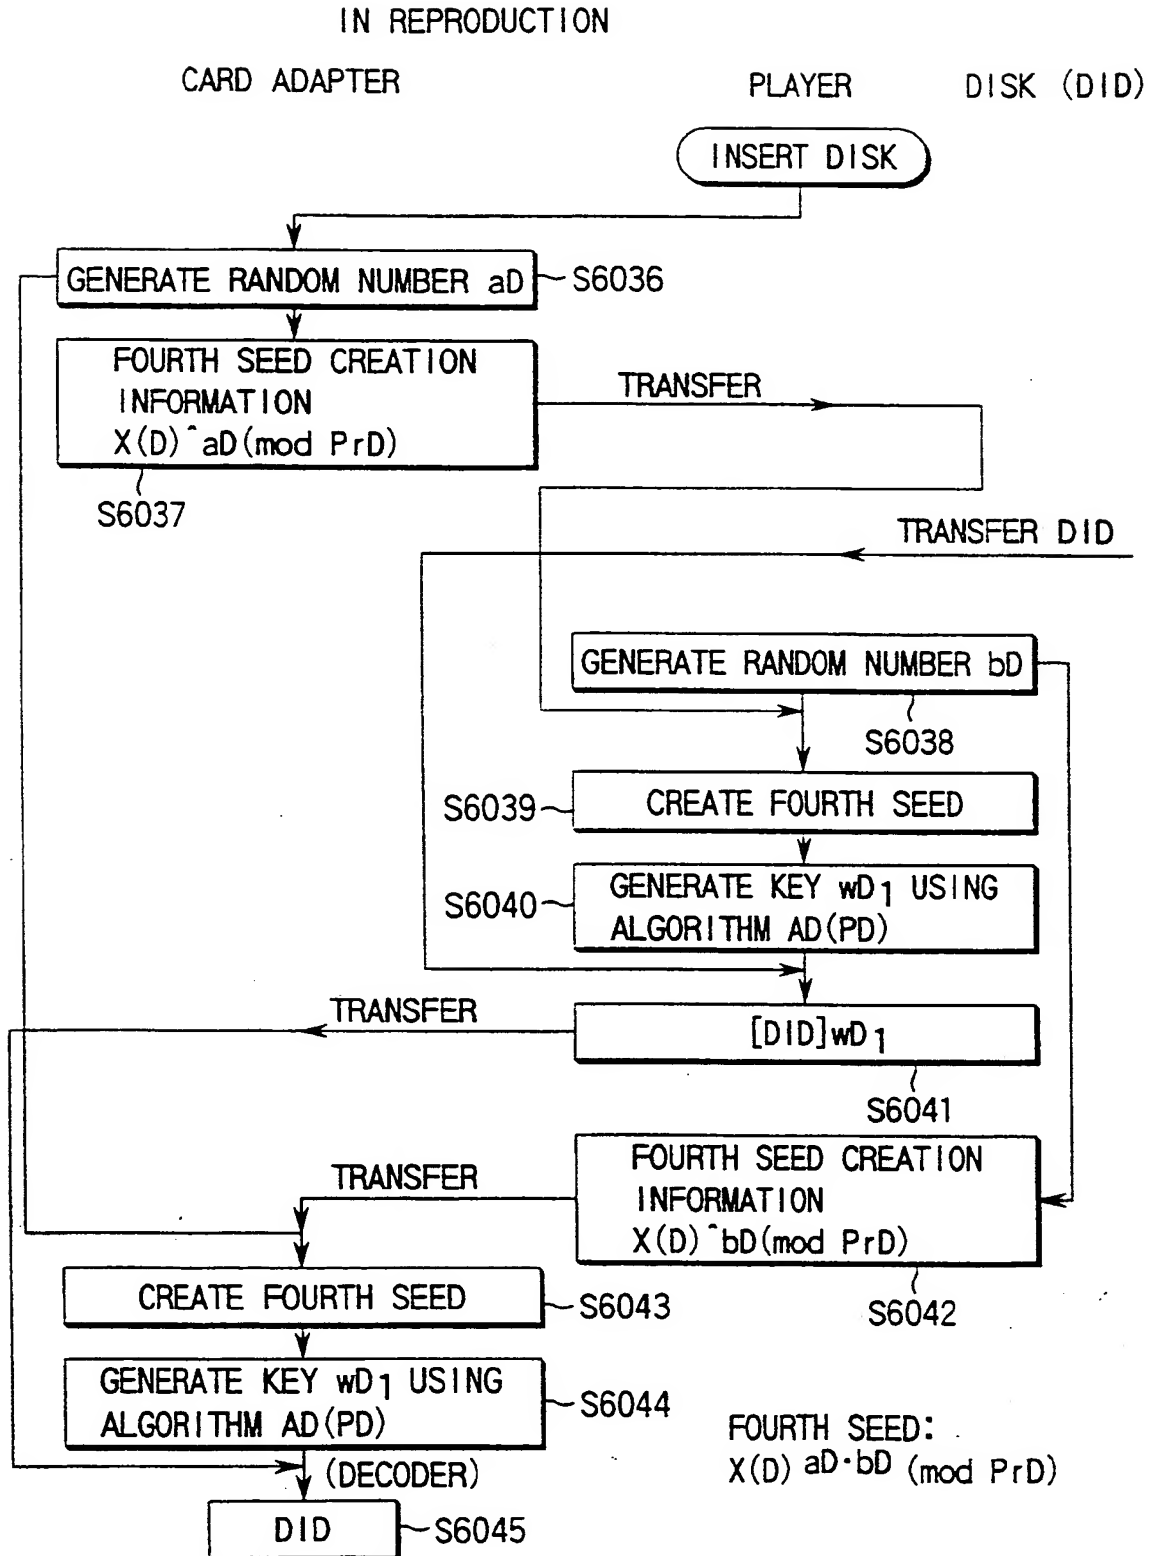 IN REPRODUCTION
CARD ADAPTER
PLAYER
DISK (DID)
INSERT DISK
GENERATE RANDOM NUMBER aD
S6036
FOURTH SEED CREATION
INFORMATION
X(D)^aD(mod PrD)
S6037
TRANSFER
TRANSFER DID
GENERATE RANDOM NUMBER bD
S6038
CREATE FOURTH SEED
S6039
GENERATE KEY wD1 USING
ALGORITHM AD(PD)
S6040
TRANSFER
[DID]wD1
S6041
FOURTH SEED CREATION
INFORMATION
X(D)^bD(mod PrD)
S6042
TRANSFER
CREATE FOURTH SEED
S6043
GENERATE KEY wD1 USING
ALGORITHM AD(PD)
S6044
(DECODER)
DID
S6045
FOURTH SEED:
X(D) aD·bD (mod PrD)